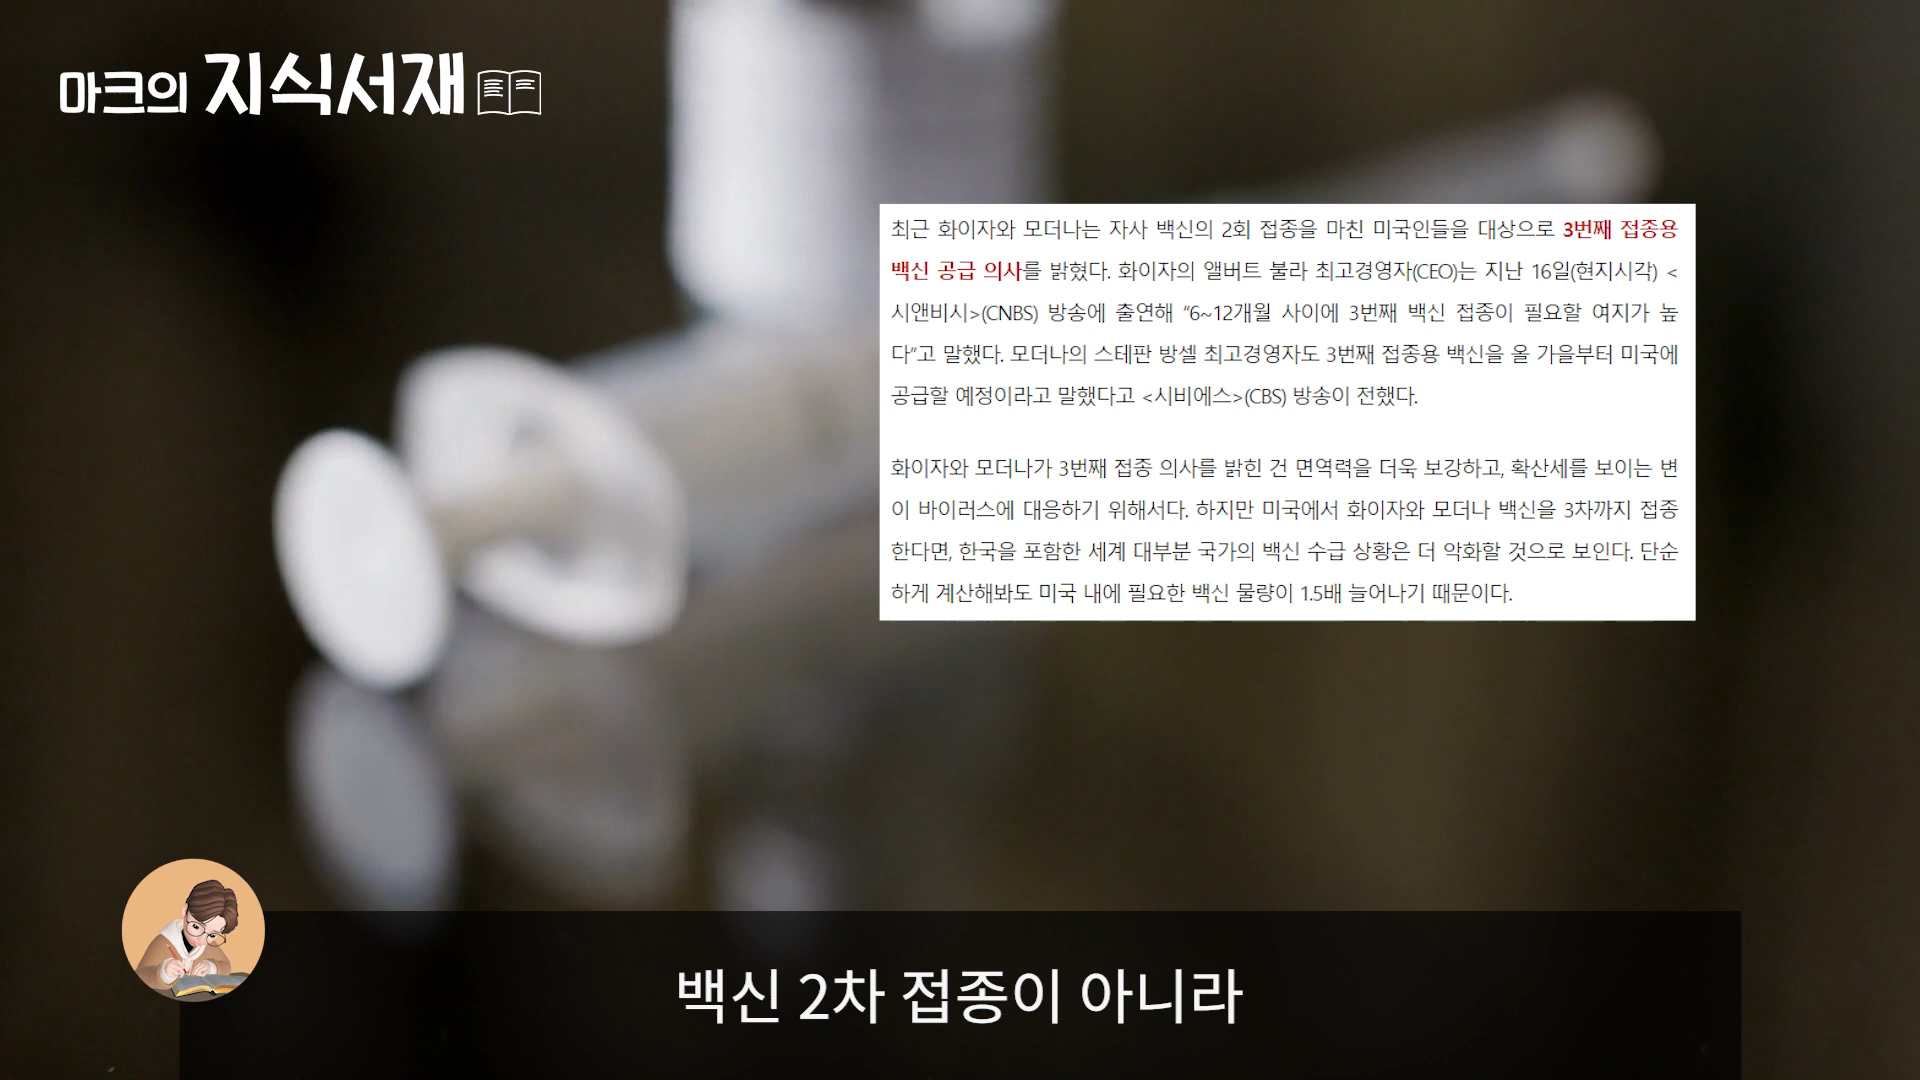 마크의 지식서재
최근 화이자와 모더나는 자사 백신의 2회 접종을 마친 미국인들을 대상으로 3번째 접종용
백신 공급 의사를 밝혔다. 화이자의 앨버트 불라 최고경영자(CEO)는 지난 16일(현지시각) <
시앤비시>(CNBS) 방송에 출연해 “6~12개월 사이에 3번째 백신 접종이 필요할 여지가 높
다”고 말했다. 모더나의 스테판 방셀 최고경영자도 3번째 접종용 백신을 올 가을부터 미국에
공급할 예정이라고 말했다고 <시비에스>(CBS) 방송이 전했다.
화이자와 모더나가 3번째 접종 의사를 밝힌 건 면역력을 더욱 보강하고, 확산세를 보이는 변
이 바이러스에 대응하기 위해서다. 하지만 미국에서 화이자와 모더나 백신을 3차까지 접종
한다면, 한국을 포함한 세계 대부분 국가의 백신 수급 상황은 더 악화할 것으로 보인다. 단순
하게 계산해봐도 미국 내에 필요한 백신 물량이 1.5배 늘어나기 때문이다.
백신 2차 접종이 아니라